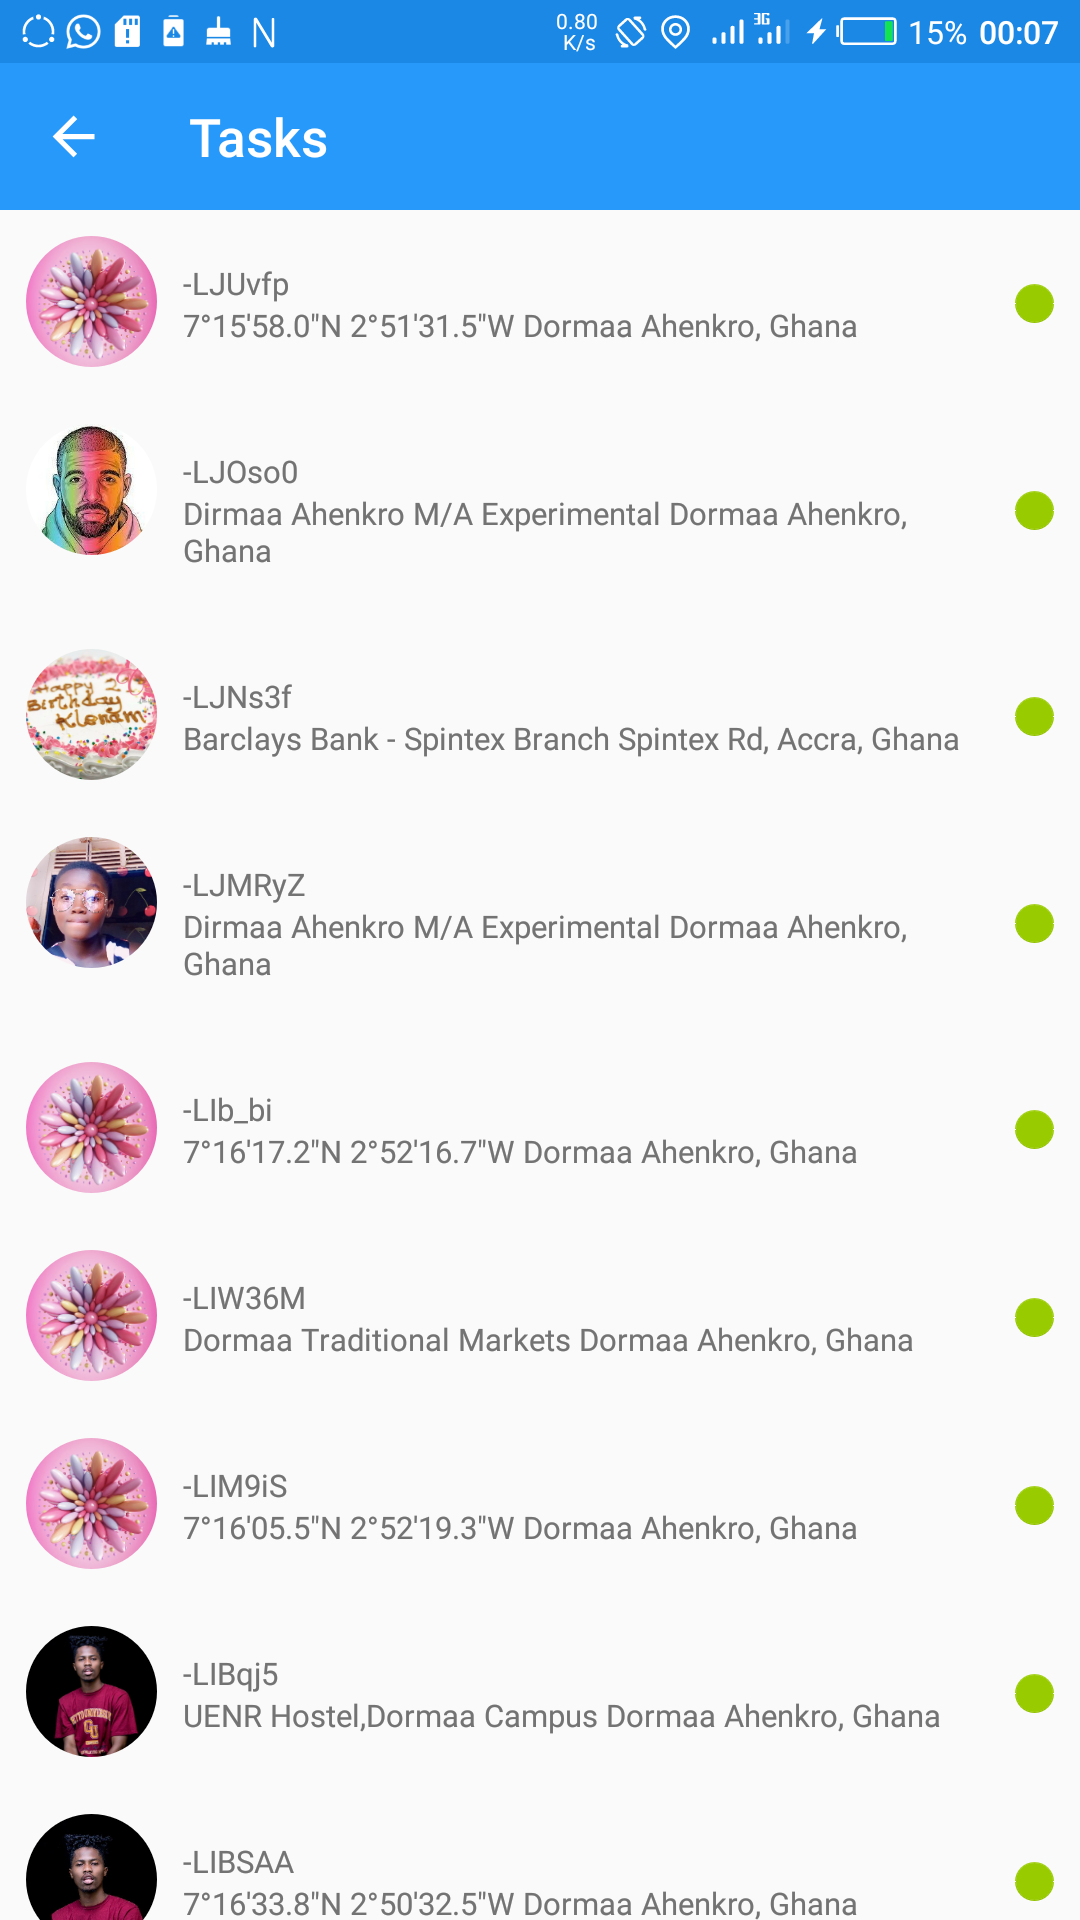 0.80
K/s
3G
15% 00:07
Tasks
-LJUvfp
7°15'58.0"N 2°51'31.5"W Dormaa Ahenkro, Ghana
-LJOso0
Dirmaa Ahenkro M/A Experimental Dormaa Ahenkro,
Ghana
Happy 2
Birthday
Klenam
-LJNs3f
Barclays Bank - Spintex Branch Spintex Rd, Accra, Ghana
-LJMRyZ
Dirmaa Ahenkro M/A Experimental Dormaa Ahenkro,
Ghana
-LIb_bi
7°16'17.2"N 2°52'16.7"W Dormaa Ahenkro, Ghana
-LIW36M
Dormaa Traditional Markets Dormaa Ahenkro, Ghana
-LIM9iS
7°16'05.5"N 2°52'19.3"W Dormaa Ahenkro, Ghana
-LIBqj5
UENR Hostel,Dormaa Campus Dormaa Ahenkro, Ghana
-LIBSAA
7°16'33.8"N 2°50'32.5"W Dormaa Ahenkro, Ghana